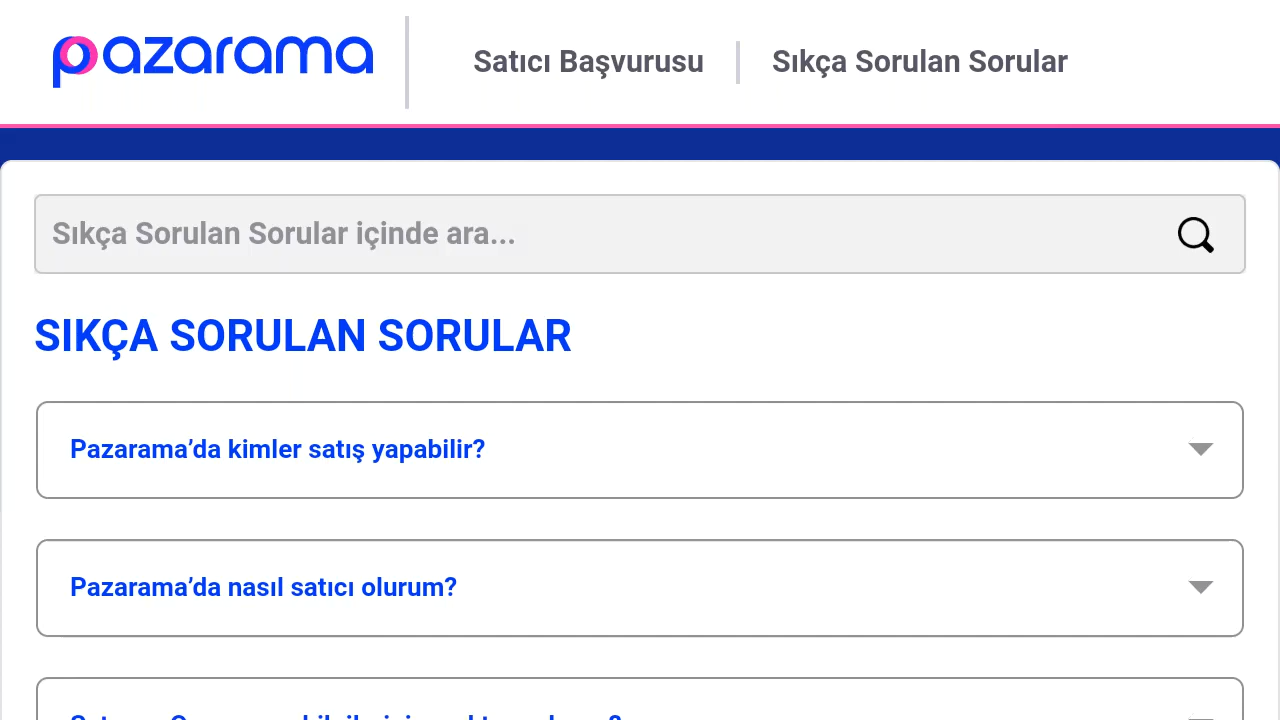 pazarama
Satıcı Başvurusu
Sıkça Sorulan Sorular
Sıkça Sorulan Sorular içinde ara...
SIKÇA SORULAN SORULAR
Pazarama’da kimler satış yapabilir?
Pazarama’da nasıl satıcı olurum?